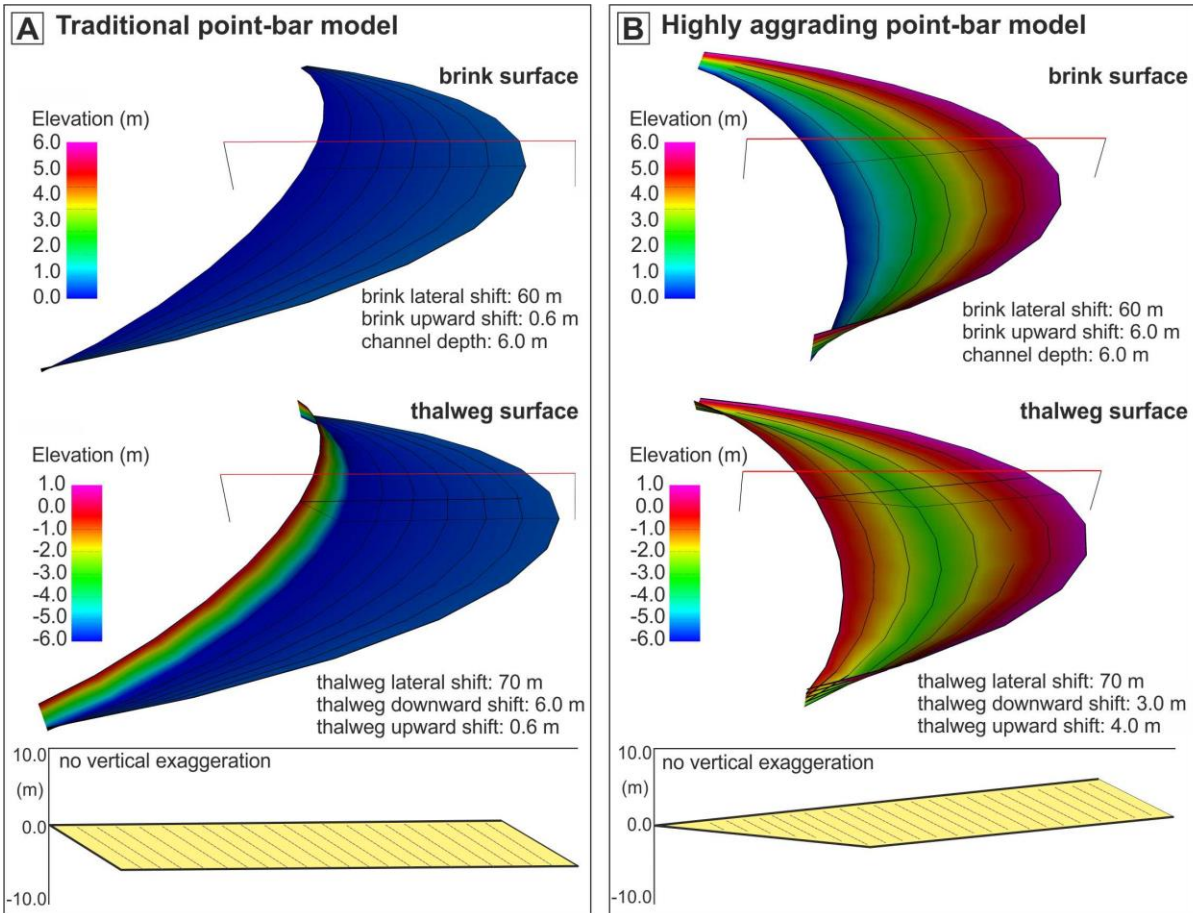 A Traditional point-bar model
brink surface
Elevation (m)
6.0
5.0
4.0
3.0
2.0
1.0
0.0
brink lateral shift: 60 m
brink upward shift: 0.6 m
channel depth: 6.0 m
thalweg surface
Elevation (m)
1.0
0.0
-1.0
-2.0
-3.0
-4.0
-5.0
-6.0
thalweg lateral shift: 70 m
thalweg downward shift: 6.0 m
thalweg upward shift: 0.6 m
10.0
no vertical exaggeration
(m)
0.0
-10.0
B Highly aggrading point-bar model
brink surface
Elevation (m)
6.0
5.0
4.0
3.0
2.0
1.0
0.0
brink lateral shift: 60 m
brink upward shift: 6.0 m
channel depth: 6.0 m
thalweg surface
Elevation (m)
1.0
0.0
-1.0
-2.0
-3.0
-4.0
-5.0
-6.0
thalweg lateral shift: 70 m
thalweg downward shift: 3.0 m
thalweg upward shift: 4.0 m
10.0
no vertical exaggeration
(m)
0.0
-10.0